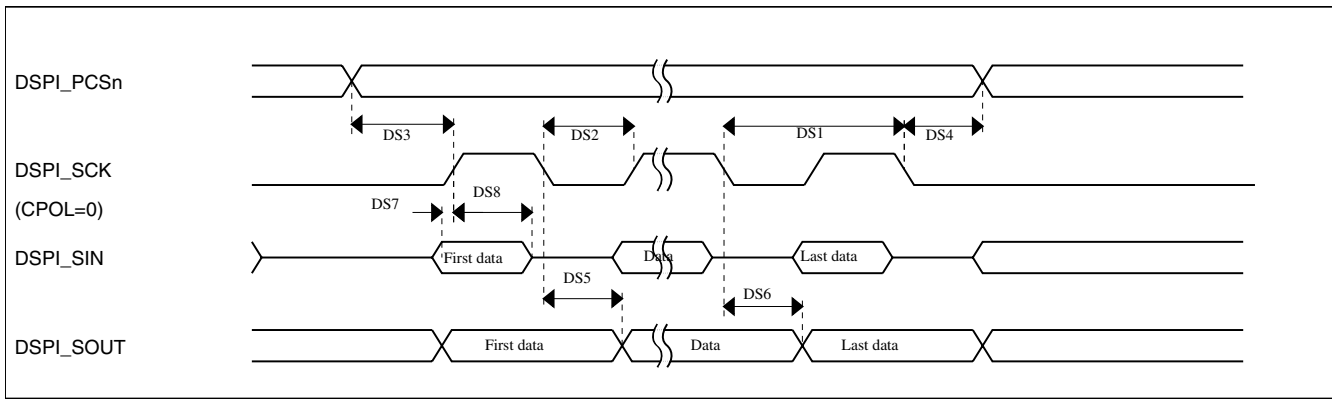 DSPI_PCSn
DS3
DS2
DS1
DS4
DSPI_SCK
(CPOL=0)
DS7
DS8
DSPI_SIN
First data
Data
Last data
DS5
DS6
DSPI_SOUT
First data
Data
Last data